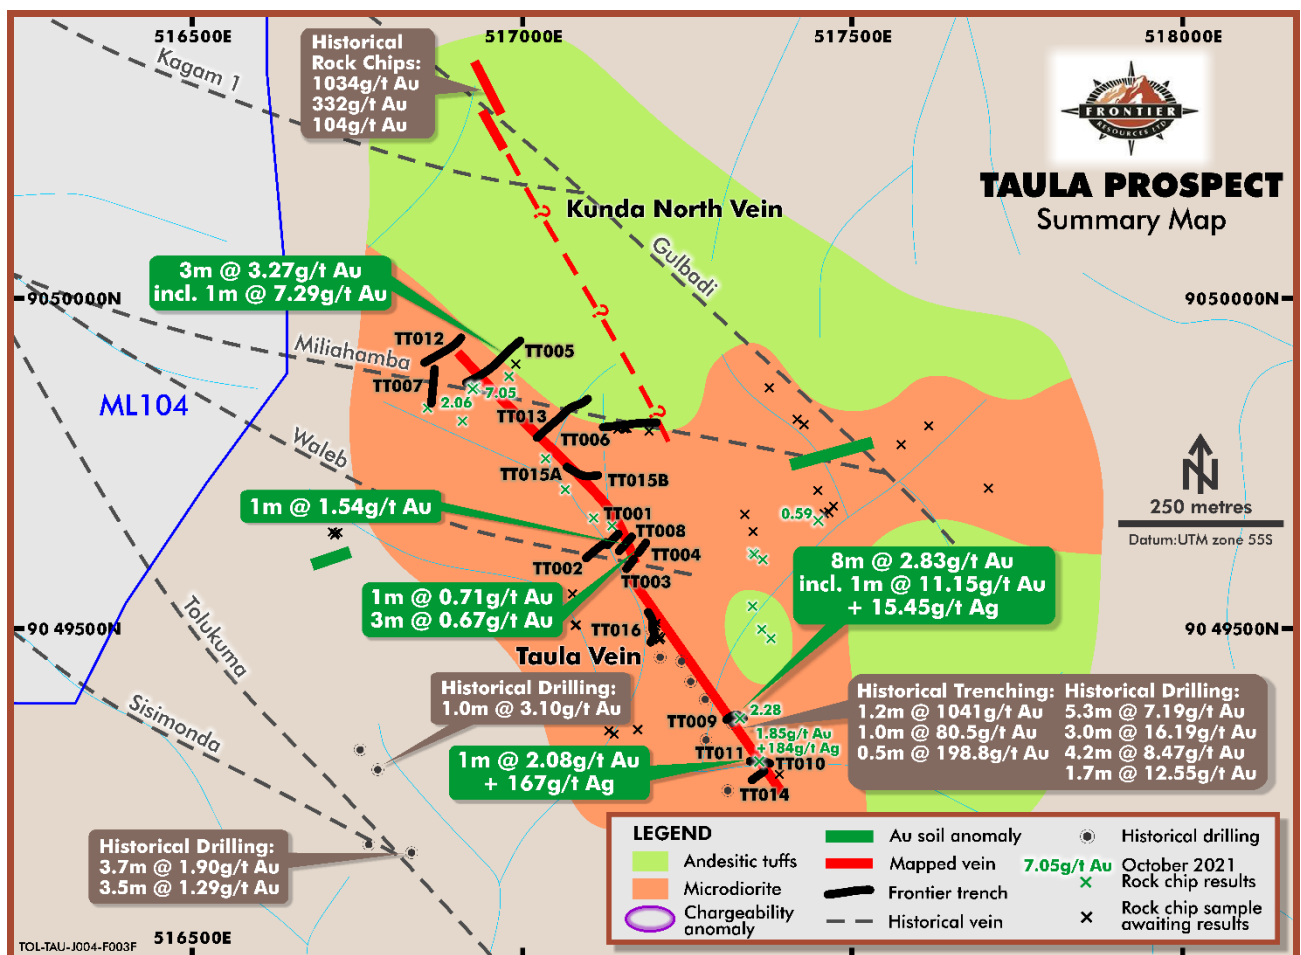 516500E
517000E
517500E
518000E
Kagam 1
Historical
Rock Chips:
1034g/t Au
332g/t Au
104g/t Au
FRONTIER
RESOURCES LTD
TAULA PROSPECT
Summary Map
?
Kunda North Vein
Gulbadi
3m @ 3.27g/t Au
incl. 1m @ 7.29g/t Au
9050000N
9050000N
?
TT012
TT005
Miliahamba
TT007
7.05
2.06
ML104
TT013
?
TT006
Waleb
TT015A
TT015B
N
250 metres
Datum:UTM zone 55S
1m @ 1.54g/t Au
TT001
0.59
TT008
TT004
TT002
TT003
8m @ 2.83g/t Au
incl. 1m @ 11.15g/t Au
+ 15.45g/t Ag
1m @ 0.71g/t Au
3m @ 0.67g/t Au
Tolukuma
9049500N
TT016
9049500N
Taula Vein
Sisimonda
Historical Drilling:
1.0m @ 3.10g/t Au
TT009
2.28
1.85g/t Au
+184g/t Ag
Historical Trenching:
1.2m @ 1041g/t Au
1.0m @ 80.5g/t Au
0.5m @ 198.8g/t Au
Historical Drilling:
5.3m @ 7.19g/t Au
3.0m @ 16.19g/t Au
4.2m @ 8.47g/t Au
1.7m @ 12.55g/t Au
TT011
TT010
1m @ 2.08g/t Au
+ 167g/t Ag
TT014
Historical Drilling:
3.7m @ 1.90g/t Au
3.5m @ 1.29g/t Au
LEGEND
Andesitic tuffs
Microdiorite
Chargeability
anomaly
Au soil anomaly
Mapped vein
Frontier trench
Historical vein
Historical drilling
7.05g/t Au October 2021
Rock chip results
Rock chip sample
awaiting results
516500E
TOL-TAU-J004-F003F